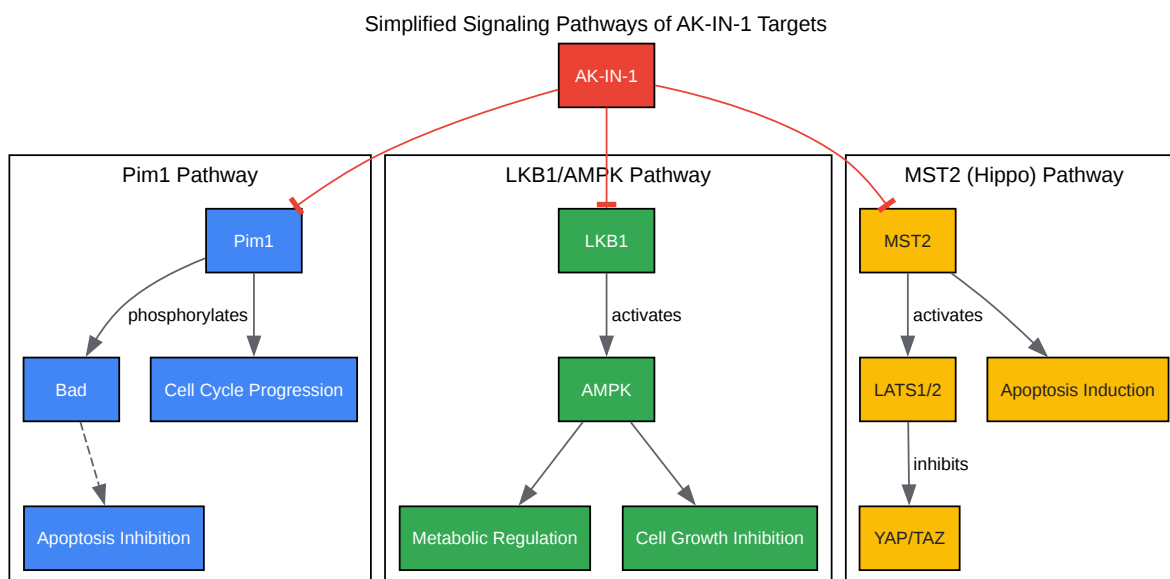 Simplified Signaling Pathways of AK-IN-1 Targets
AK-IN-1
Pim1 Pathway
LKB1/AMPK Pathway
MST2 (Hippo) Pathway
Pim1
LKB1
MST2
phosphorylates
activates
activates
Bad
Cell Cycle Progression
AMPK
LATS1/2
Apoptosis Induction
inhibits
Apoptosis Inhibition
Metabolic Regulation
Cell Growth Inhibition
YAP/TAZ